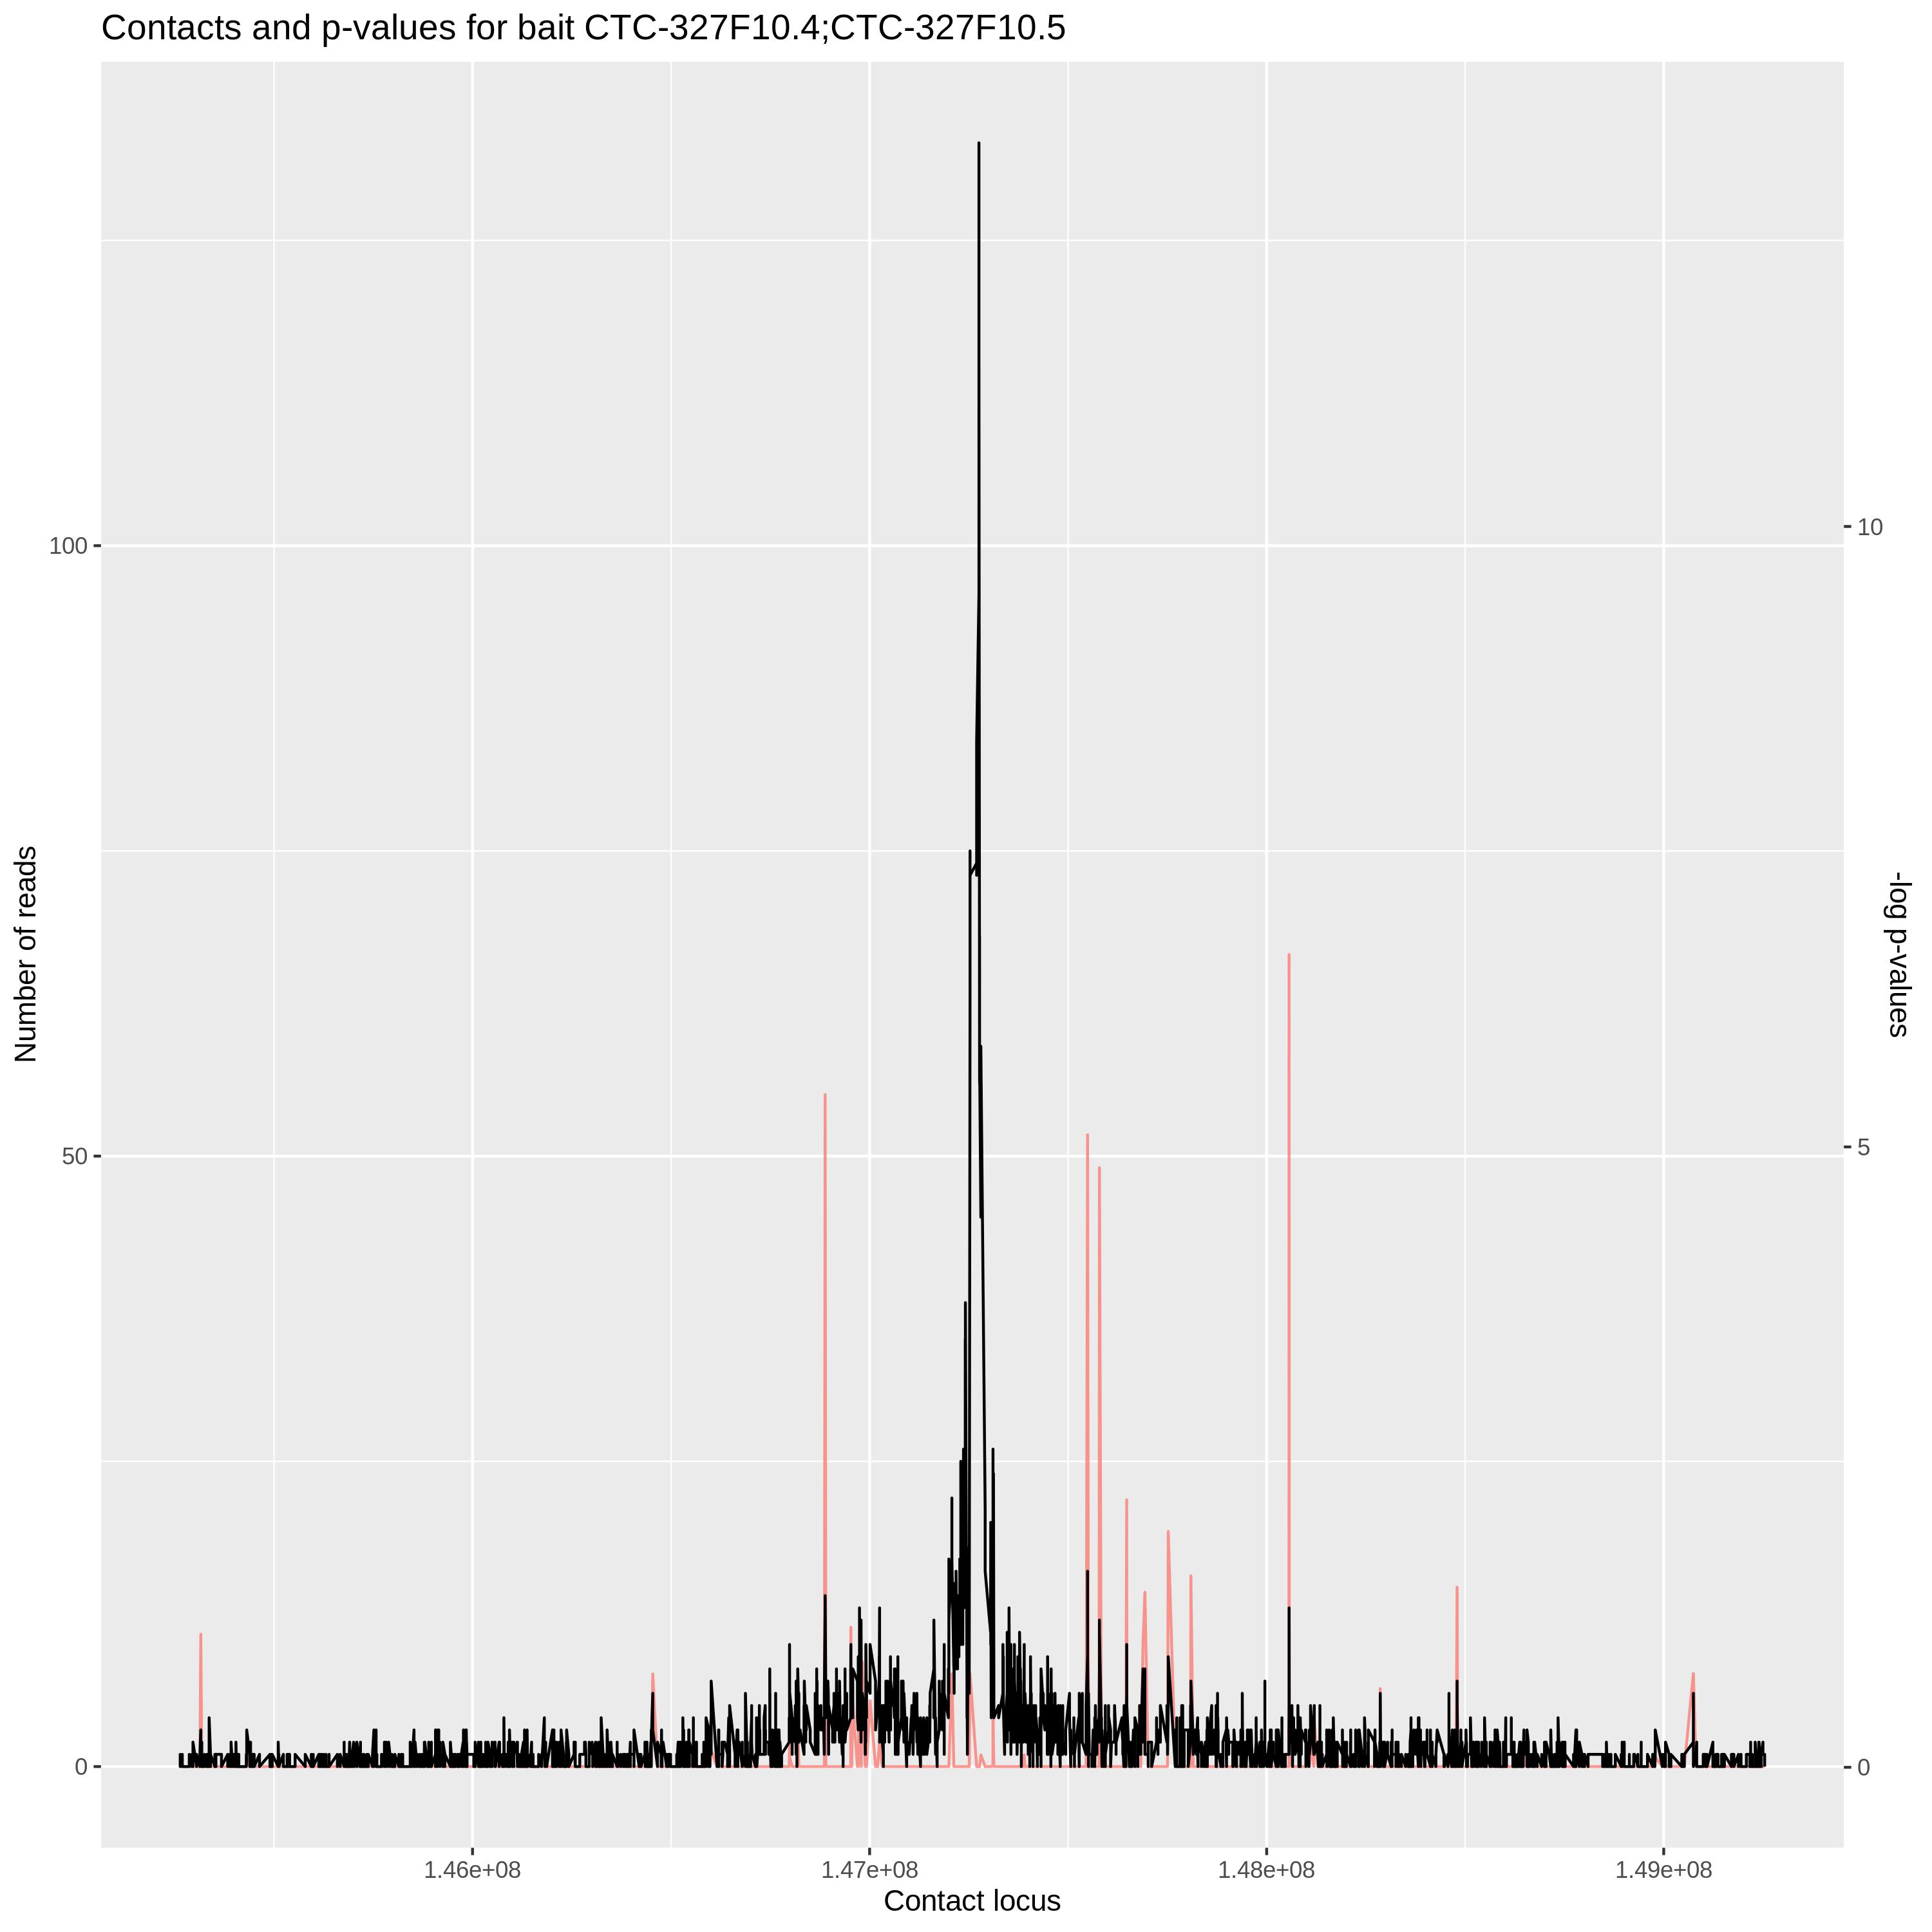 Contacts and p-values for bait CTC-327F10.4;CTC-327F10.5
100
50
0
Number of reads
10
5
0
-log p-values
1.46e+08
1.47e+08
1.48e+08
1.49e+08
Contact locus